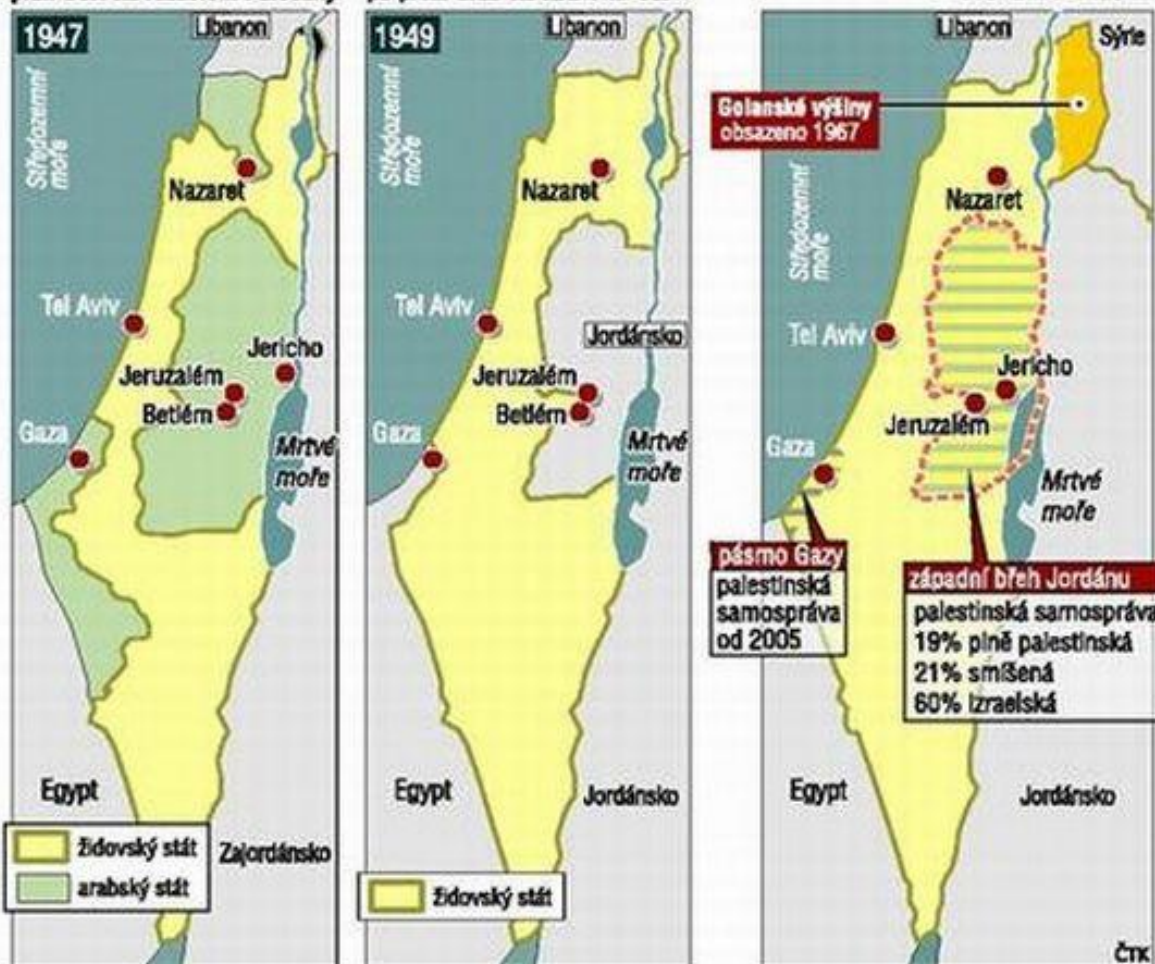 1947
Libanon
Středozemní
moře
Nazaret
Tel Aviv
Jericho
Jeruzalém
Betlém
Gaza
Mrtvé
moře
Egypt
Zajordánsko
židovský stát
arabský stát
1949
Libanon
Středozemní
moře
Nazaret
Tel Aviv
Jordánsko
Jeruzalém
Betlém
Gaza
Mrtvé
moře
Egypt
Jordánsko
židovský stát
Libanon
Sýrie
Golanské výšiny
obsazeno 1967
Středozemní
moře
Nazaret
Tel Aviv
Jericho
Jeruzalém
Gaza
Mrtvé
moře
pásmo Gazy
palestinská
samospráva
od 2005
západní břeh Jordánu
palestinská samospráva
19% plně palestinská
21% smíšená
60% izraelská
Egypt
Jordánsko
ČTK